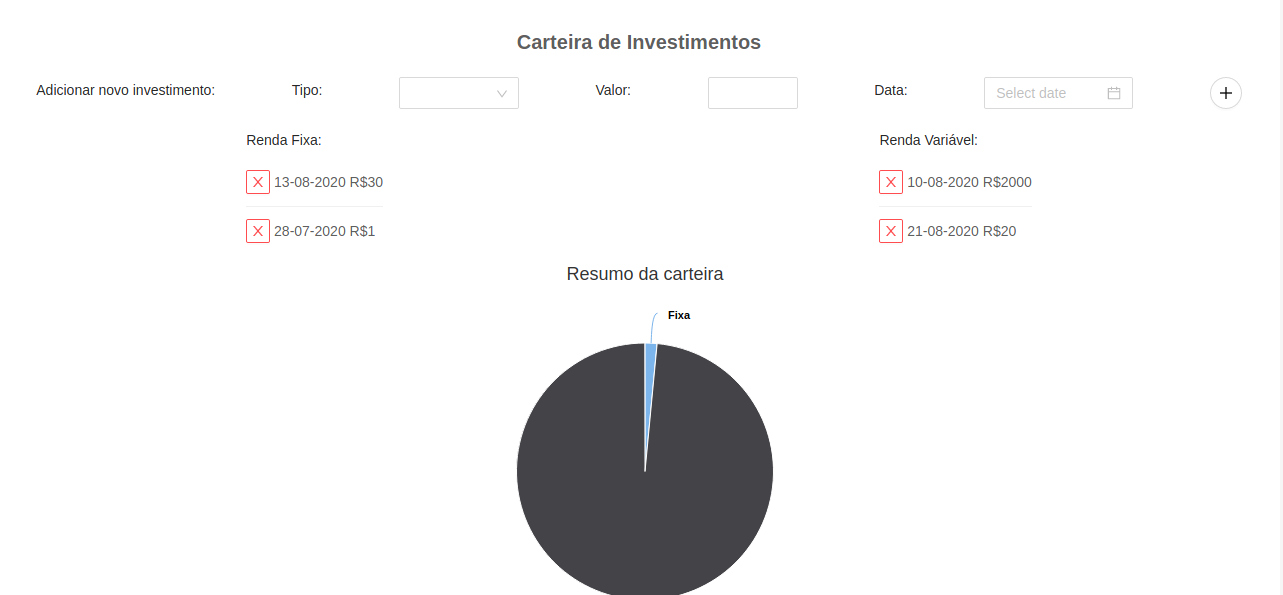 Carteira de Investimentos
Adicionar novo investimento: Tipo: Valor: Data: Select date
Renda Fixa: Renda Variável:
13-08-2020 R$30 10-08-2020 R$2000
28-07-2020 R$1 21-08-2020 R$20
Resumo da carteira
Fixa